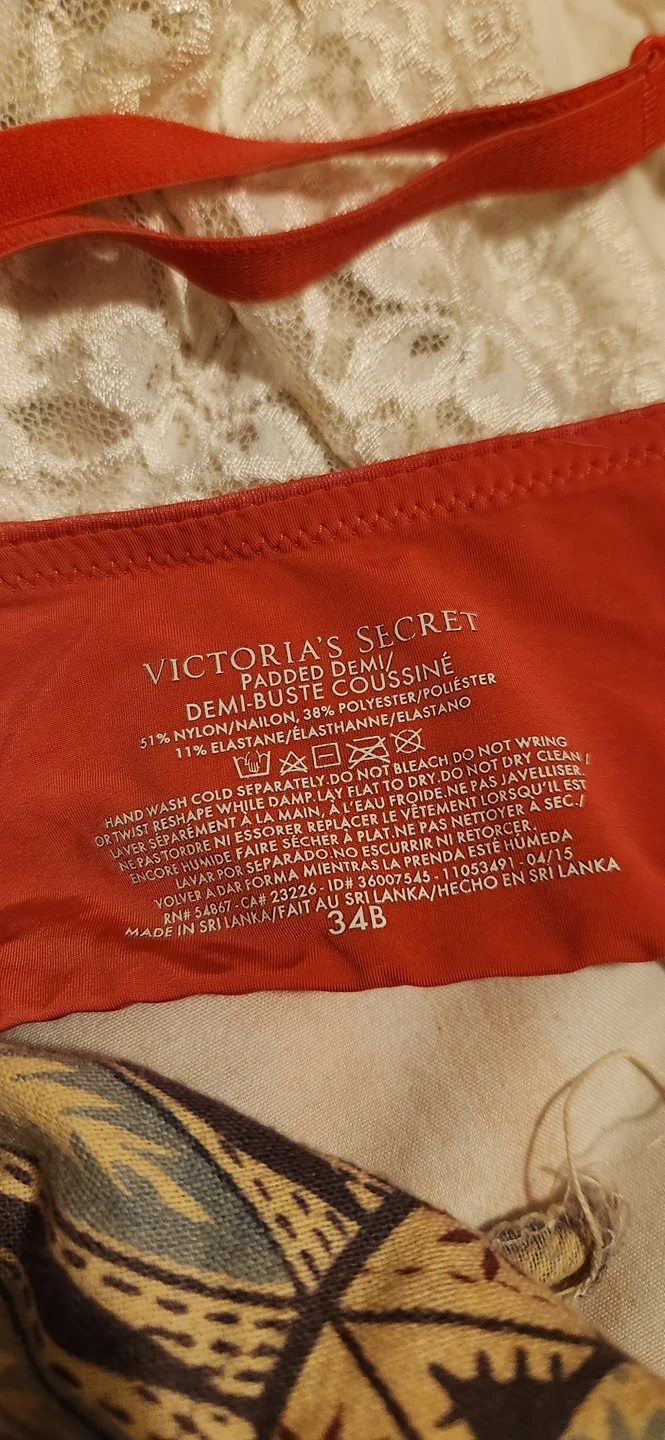 VICTORIA'S SECRET
PADDED DEMI/
DEMI-BUSTE COUSSINÉ
51% NYLON/NAILON, 38% POLYESTER/POLIÉSTER
11% ELASTANE/ÉLASTHANNE/ELASTANO
HAND WASH COLD SEPARATELY.DO NOT BLEACH,DO NOT WRING
OR TWIST RESHAPE WHILE DAMP.LAY FLAT TO DRY.DO NOT DRY CLEAN /
LAVER SÉPARÉMENT À LA MAIN, À L'EAU FROIDE.NE PAS JAVELLISER.
NE PAS TORDRE NI ESSORER REPLACER LE VÊTEMENT LORSQU'IL EST
ENCORE HUMIDE FAIRE SÉCHER À PLAT.NE PAS NETTOYER À SEC./
LAVAR POR SEPARADO.NO ESCURRIR NI RETORCER.
VOLVER A DAR FORMA MIENTRAS LA PRENDA ESTÉ HÚMEDA
RN# 54867 - CA# 23226 - ID# 36007545 - 11053491 - 04/15
MADE IN SRI LANKA/FAIT AU SRI LANKA/HECHO EN SRI LANKA
34B